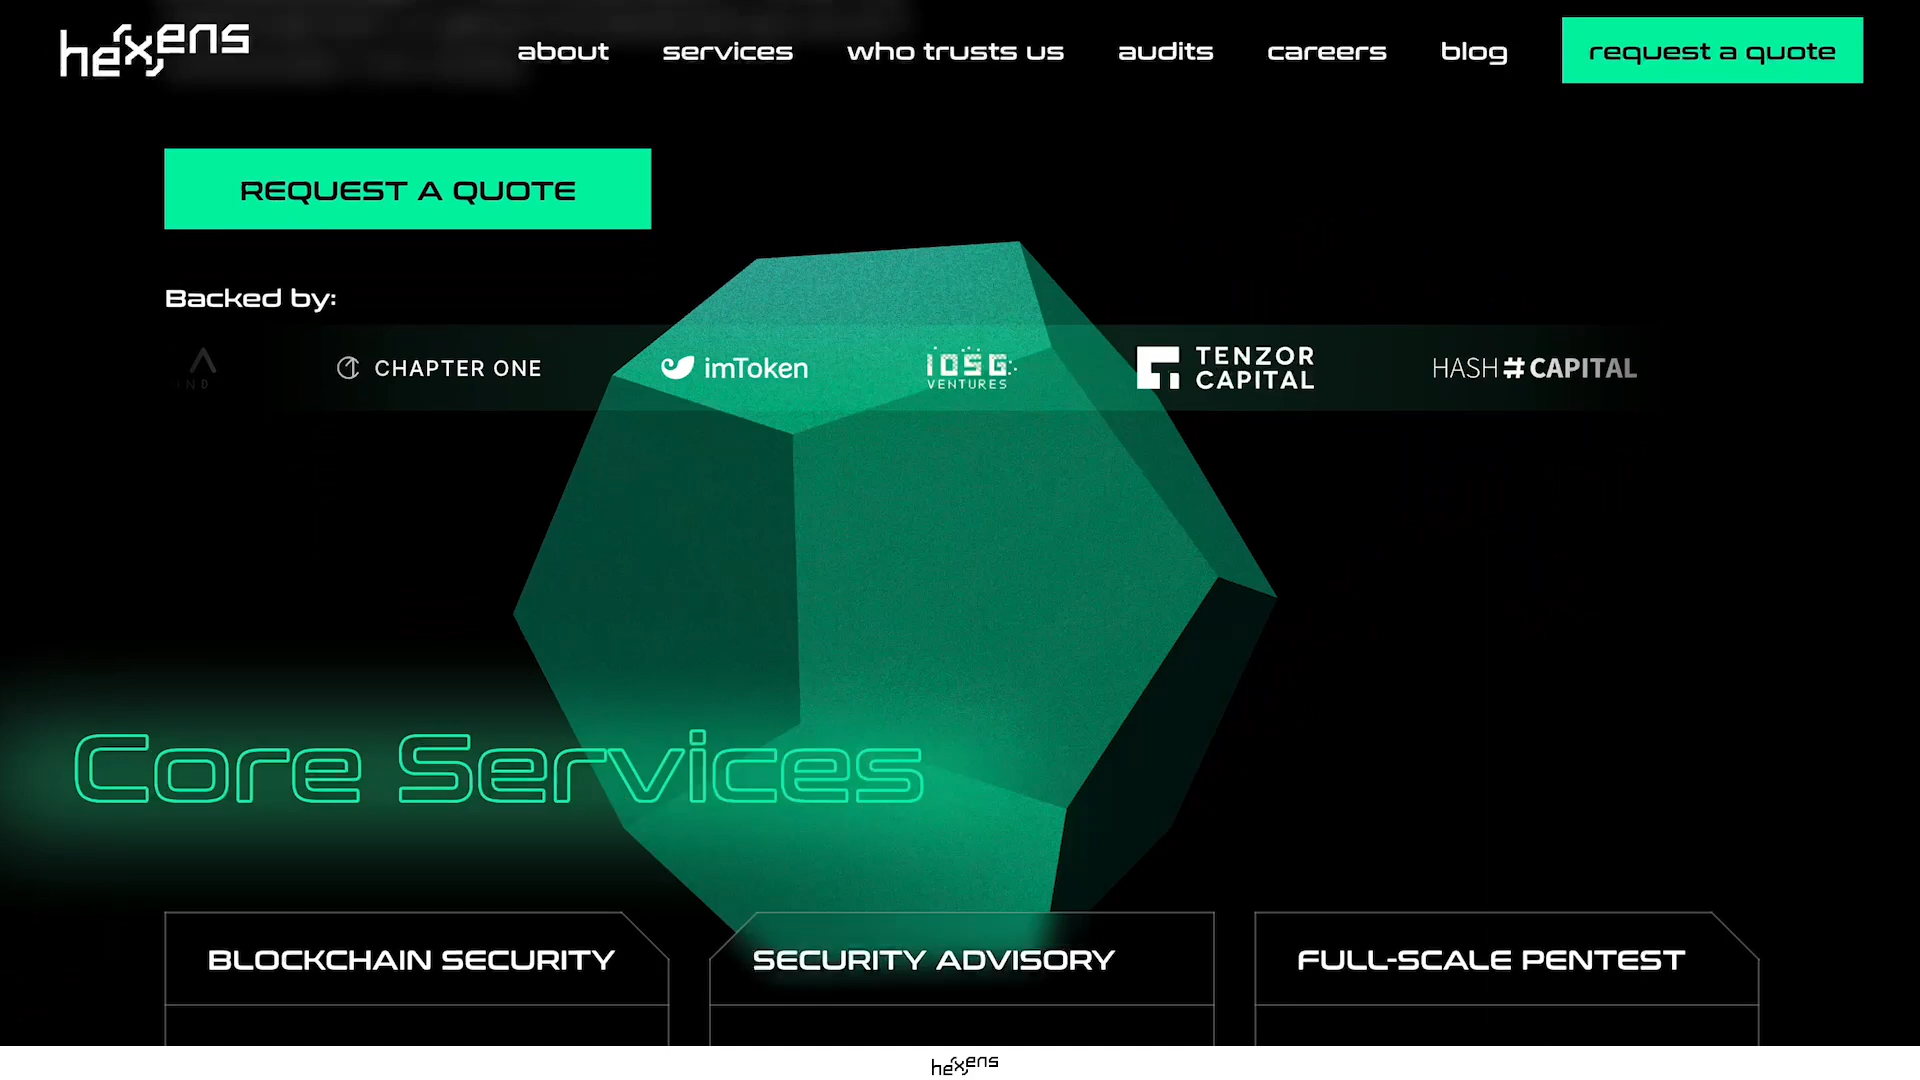 hexens
about services who trusts us audits careers blog request a quote
REQUEST A QUOTE
Backed by:
CHAPTER ONE imToken IOSG VENTURES TENZOR CAPITAL HASH#CAPITAL
Core Services
BLOCKCHAIN SECURITY SECURITY ADVISORY FULL-SCALE PENTEST
hexens